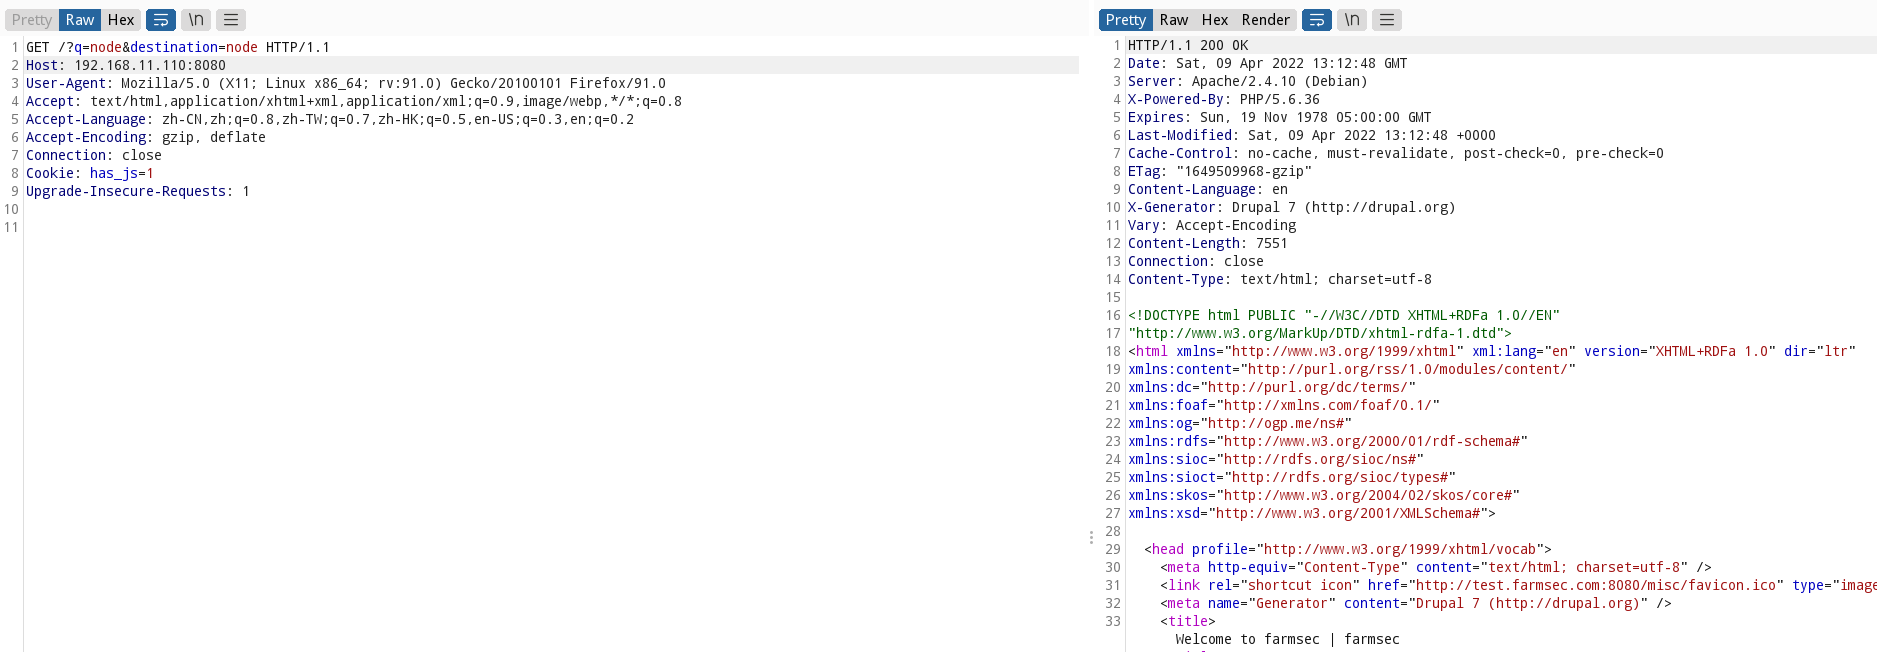 Pretty Raw Hex \n
1 GET /?q=node&destination=node HTTP/1.1
2 Host: 192.168.11.110:8080
3 User-Agent: Mozilla/5.0 (X11; Linux x86_64; rv:91.0) Gecko/20100101 Firefox/91.0
4 Accept: text/html,application/xhtml+xml,application/xml;q=0.9,image/webp,*/*;q=0.8
5 Accept-Language: zh-CN,zh;q=0.8,zh-TW;q=0.7,zh-HK;q=0.5,en-US;q=0.3,en;q=0.2
6 Accept-Encoding: gzip, deflate
7 Connection: close
8 Cookie: has_js=1
9 Upgrade-Insecure-Requests: 1
10
11
Pretty Raw Hex Render \n
1 HTTP/1.1 200 OK
2 Date: Sat, 09 Apr 2022 13:12:48 GMT
3 Server: Apache/2.4.10 (Debian)
4 X-Powered-By: PHP/5.6.36
5 Expires: Sun, 19 Nov 1978 05:00:00 GMT
6 Last-Modified: Sat, 09 Apr 2022 13:12:48 +0000
7 Cache-Control: no-cache, must-revalidate, post-check=0, pre-check=0
8 ETag: "1649509968-gzip"
9 Content-Language: en
10 X-Generator: Drupal 7 (http://drupal.org)
11 Vary: Accept-Encoding
12 Content-Length: 7551
13 Connection: close
14 Content-Type: text/html; charset=utf-8
15
16 <!DOCTYPE html PUBLIC "-//W3C//DTD XHTML+RDFa 1.0//EN"
17 "http://www.w3.org/MarkUp/DTD/xhtml-rdfa-1.dtd">
18 <html xmlns="http://www.w3.org/1999/xhtml" xml:lang="en" version="XHTML+RDFa 1.0" dir="ltr"
19 xmlns:content="http://purl.org/rss/1.0/modules/content/"
20 xmlns:dc="http://purl.org/dc/terms/"
21 xmlns:foaf="http://xmlns.com/foaf/0.1/"
22 xmlns:og="http://ogp.me/ns#"
23 xmlns:rdfs="http://www.w3.org/2000/01/rdf-schema#"
24 xmlns:sioc="http://rdfs.org/sioc/ns#"
25 xmlns:sioct="http://rdfs.org/sioc/types#"
26 xmlns:skos="http://www.w3.org/2004/02/skos/core#"
27 xmlns:xsd="http://www.w3.org/2001/XMLSchema#">
28
29 <head profile="http://www.w3.org/1999/xhtml/vocab">
30 <meta http-equiv="Content-Type" content="text/html; charset=utf-8" />
31 <link rel="shortcut icon" href="http://test.farmsec.com:8080/misc/favicon.ico" type="image
32 <meta name="Generator" content="Drupal 7 (http://drupal.org)" />
33 <title>
Welcome to farmsec | farmsec